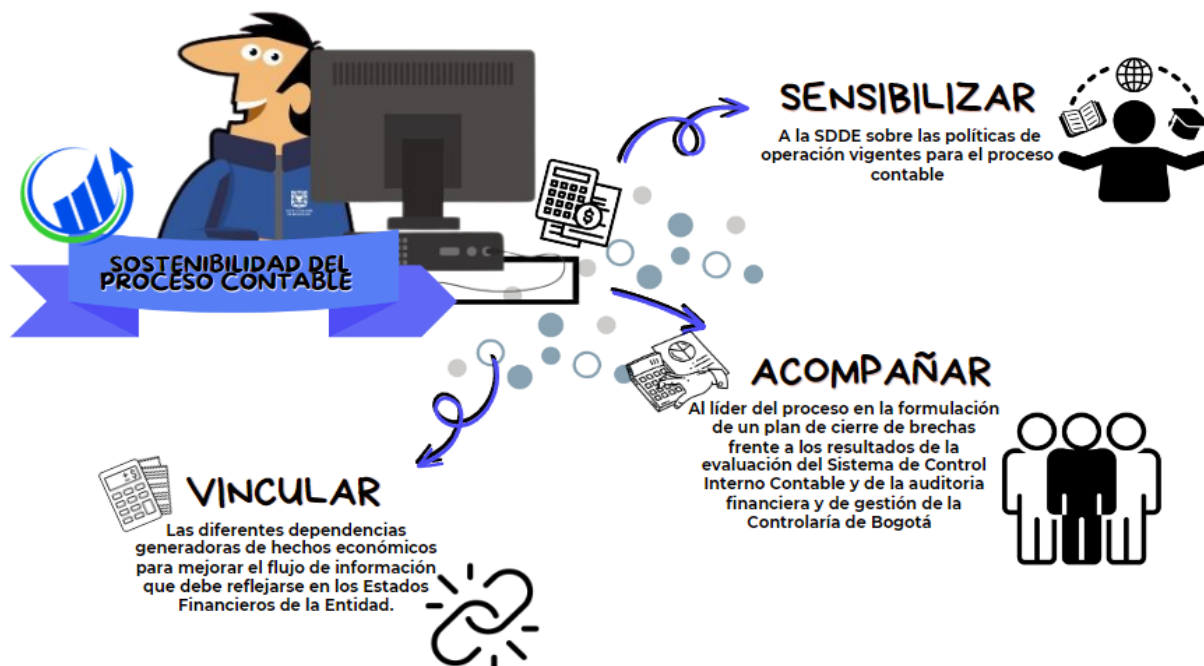 SENSIBILIZAR
A la SDDE sobre las políticas de
operación vigentes para el proceso
contable
SOSTENIBILIDAD DEL
PROCESO CONTABLE
ACOMPAÑAR
Al líder del proceso en la formulación
de un plan de cierre de brechas
frente a los resultados de la
evaluación del Sistema de Control
Interno Contable y de la auditoria
financiera y de gestión de la
Controlaría de Bogotá
VINCULAR
Las diferentes dependencias
generadoras de hechos económicos
para mejorar el flujo de información
que debe reflejarse en los Estados
Financieros de la Entidad.